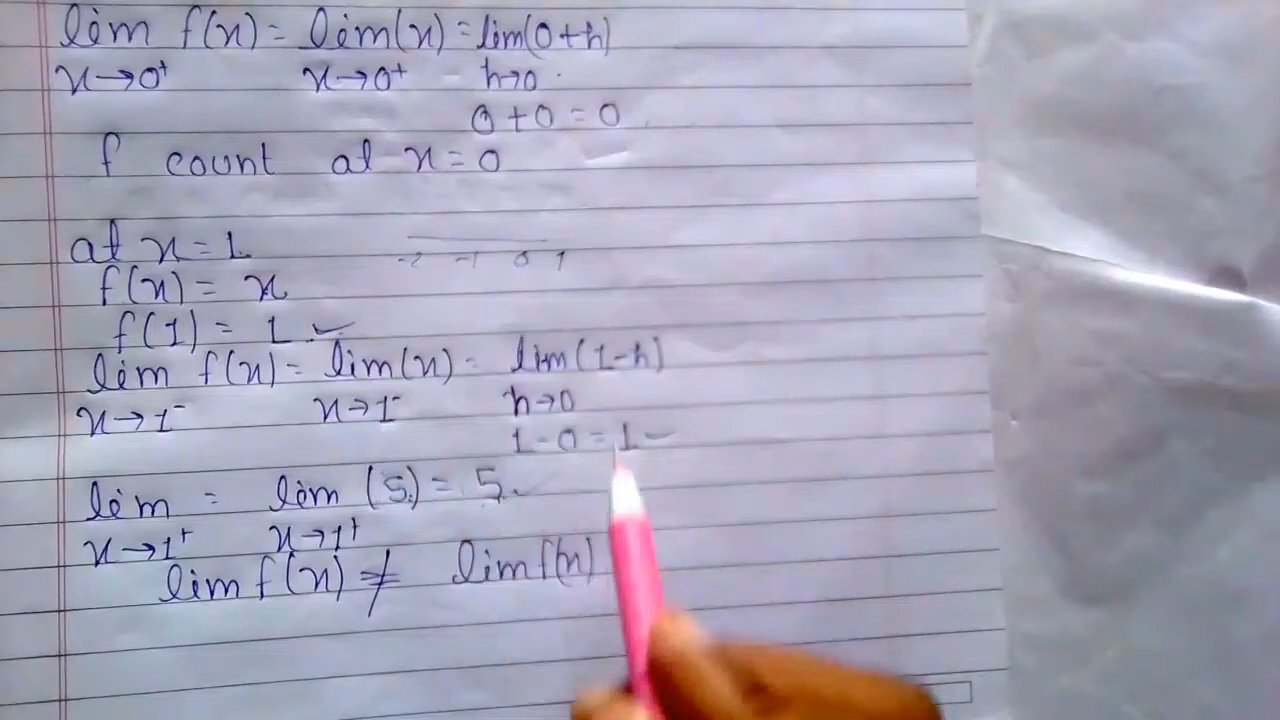 lim f(x) = lim(x) = lim(0+h)
x→0⁺ x→0⁺ h→0
0+0=0
f count at x=0
at x=1
-2 -1 0 1
f(x) = x
f(1) = 1
lim f(x) = lim(x) = lim(1-h)
x→1⁻ x→1⁻ h→0
1-0=1
lim = lim (5) = 5
x→1⁺ x→1⁺
lim f(x) ≠ lim f(x)